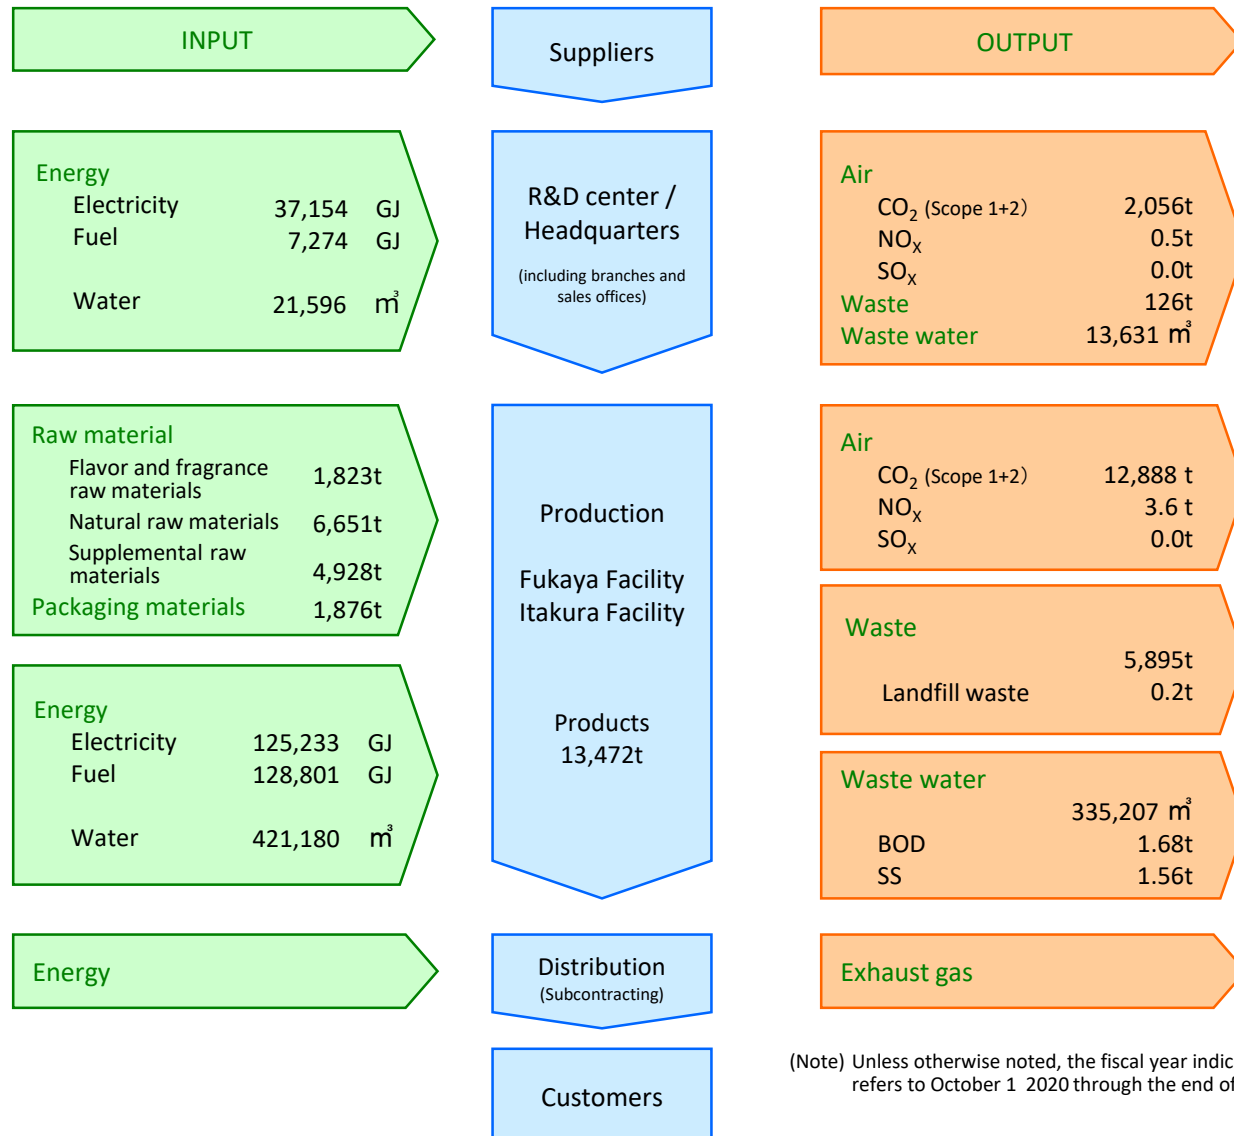 INPUT
Suppliers
OUTPUT
Energy
Electricity 37,154 GJ
Fuel 7,274 GJ
Water 21,596 ㎥
R&D center /
Headquarters
(including branches and
sales offices)
Air
CO₂ (Scope 1+2) 2,056t
NOₓ 0.5t
SOₓ 0.0t
Waste 126t
Waste water 13,631 ㎥
Raw material
Flavor and fragrance
raw materials 1,823t
Natural raw materials 6,651t
Supplemental raw
materials 4,928t
Packaging materials 1,876t
Energy
Electricity 125,233 GJ
Fuel 128,801 GJ
Water 421,180 ㎥
Production
Fukaya Facility
Itakura Facility
Products
13,472t
Air
CO₂ (Scope 1+2) 12,888 t
NOₓ 3.6 t
SOₓ 0.0t
Waste
5,895t
Landfill waste 0.2t
Waste water
335,207 ㎥
BOD 1.68t
SS 1.56t
Energy
Distribution
(Subcontracting)
Exhaust gas
Customers
(Note) Unless otherwise noted, the fiscal year
refers to October 1 2020 through the end of